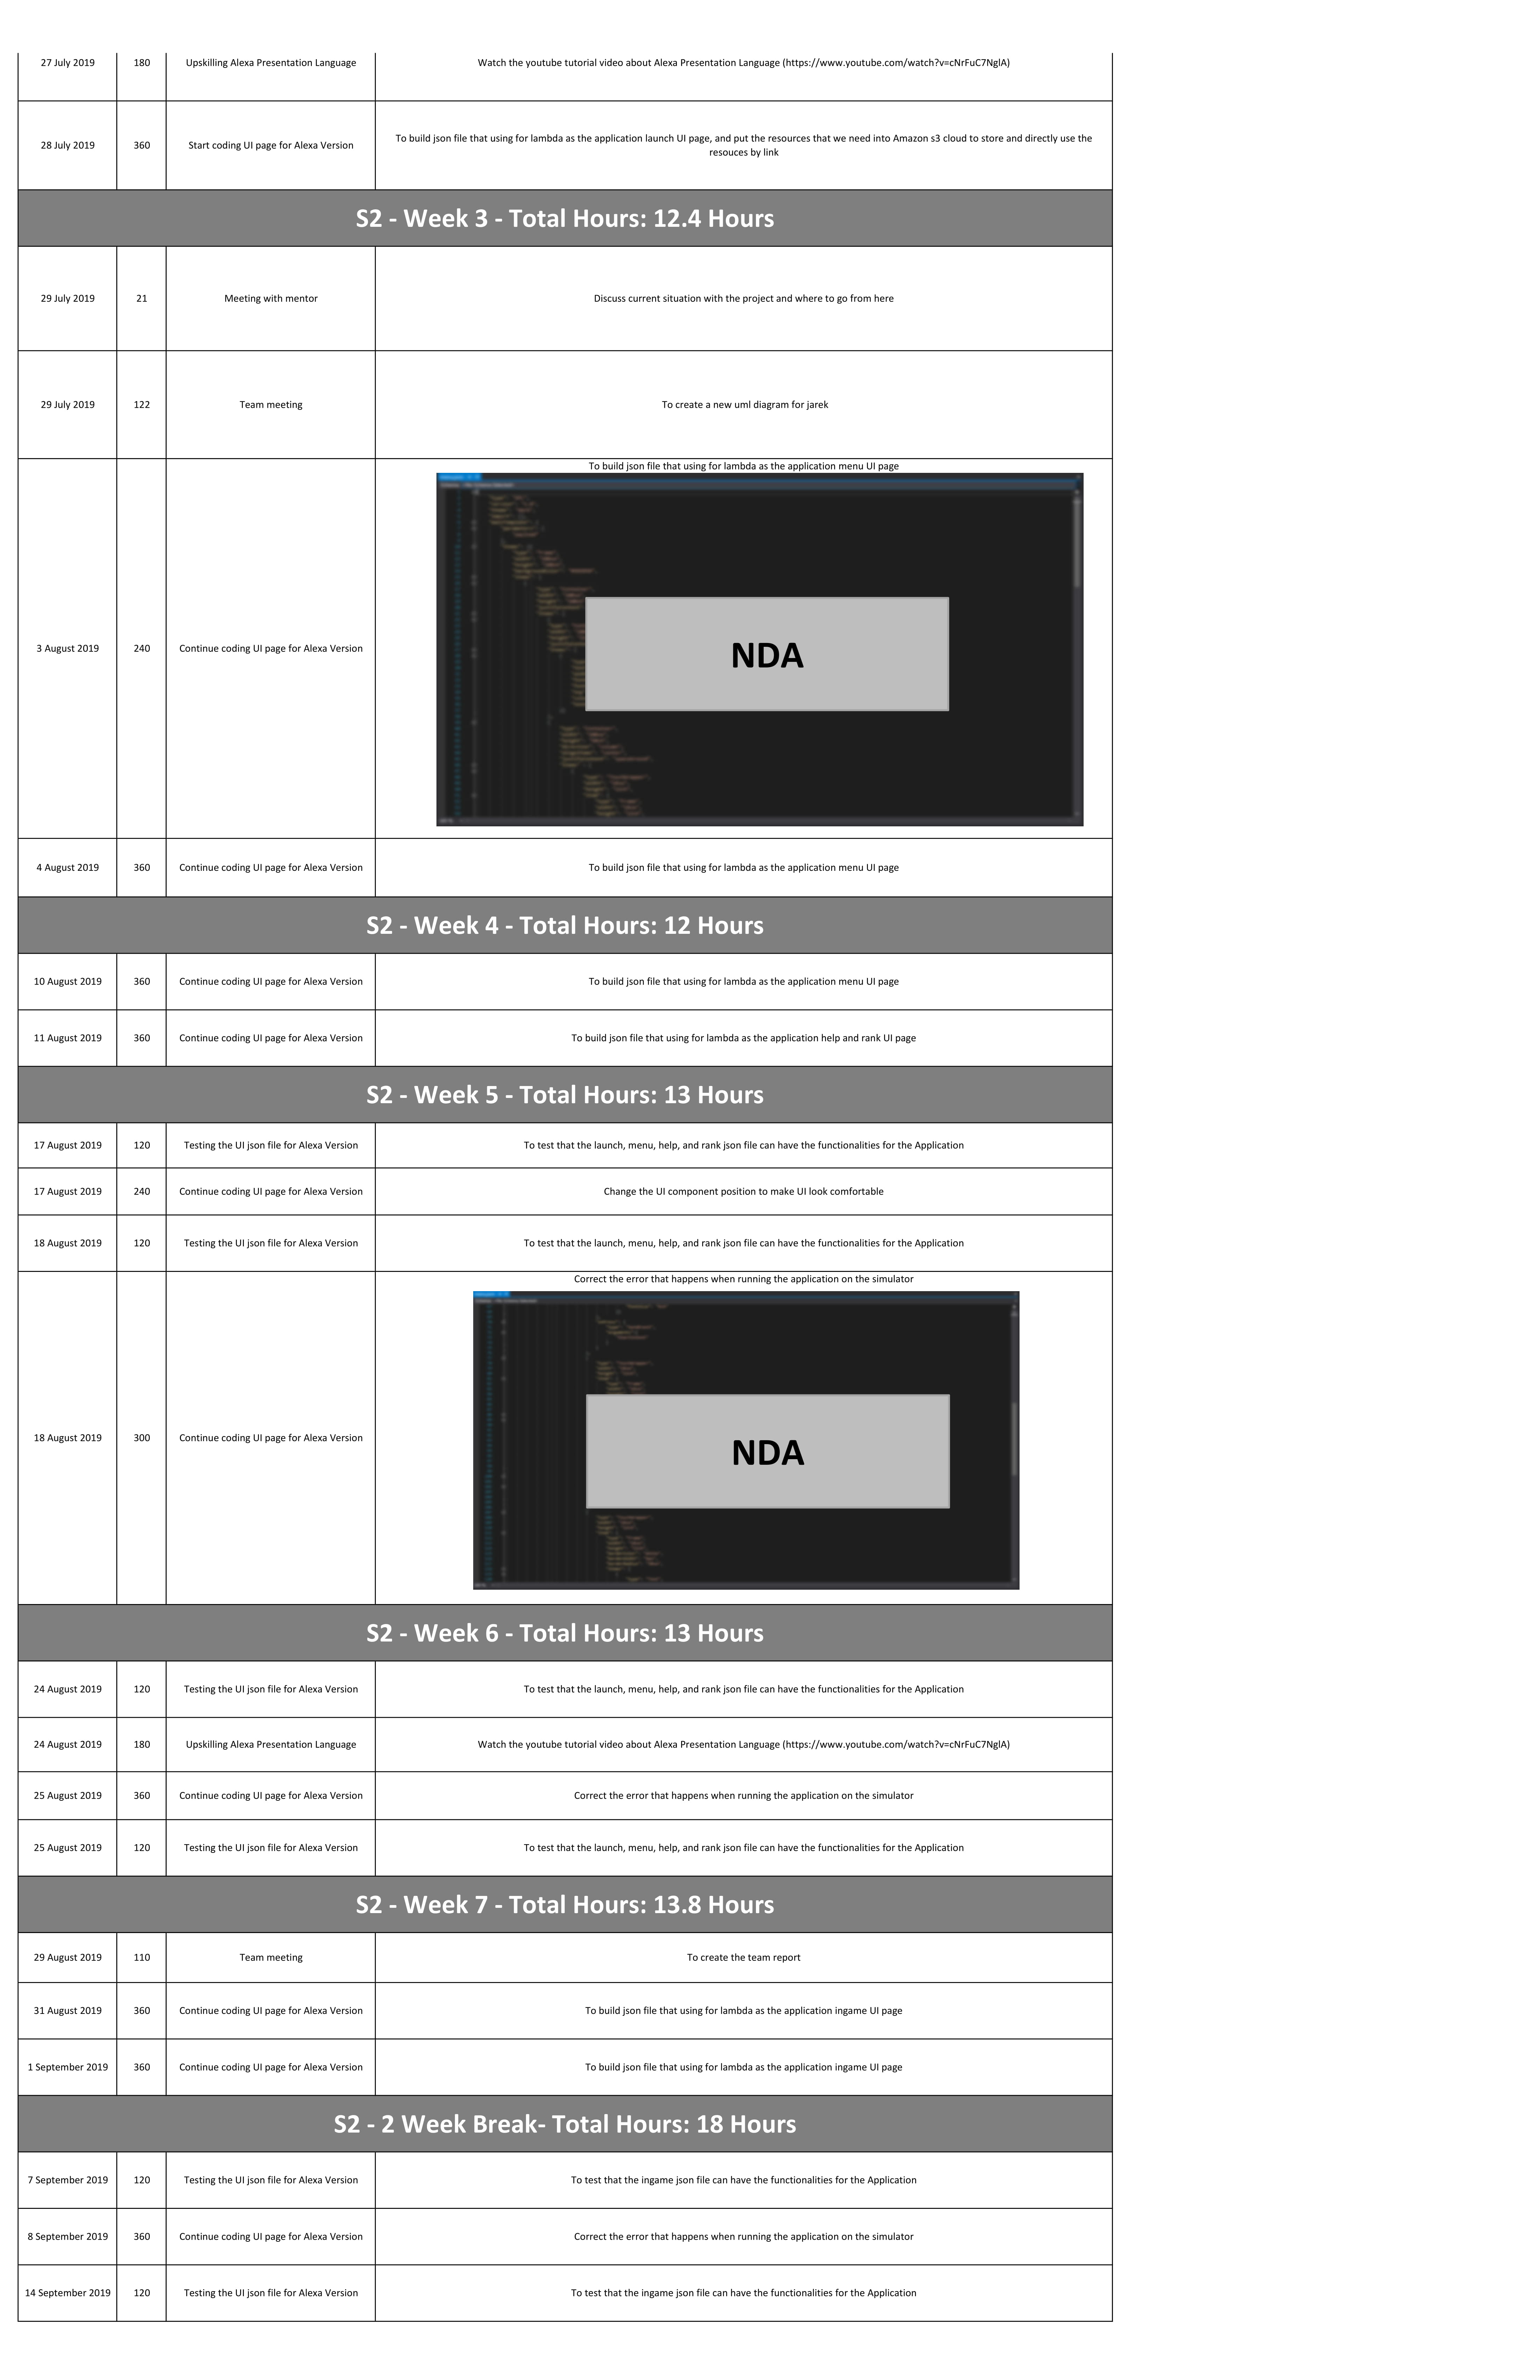 27 July 2019 180 Upskilling Alexa Presentation Language Watch the youtube tutorial video about Alexa Presentation Language (https://www.youtube.com/watch?v=cNrFuC7NglA)
28 July 2019 360 Start coding UI page for Alexa Version To build json file that using for lambda as the application launch UI page, and put the resources that we need into Amazon s3 cloud to store and directly use the
resouces by link
S2 - Week 3 - Total Hours: 12.4 Hours
29 July 2019 21 Meeting with mentor Discuss current situation with the project and where to go from here
29 July 2019 122 Team meeting To create a new uml diagram for jarek
To build json file that using for lambda as the application menu UI page
3 August 2019 240 Continue coding UI page for Alexa Version NDA
4 August 2019 360 Continue coding UI page for Alexa Version To build json file that using for lambda as the application menu UI page
S2 - Week 4 - Total Hours: 12 Hours
10 August 2019 360 Continue coding UI page for Alexa Version To build json file that using for lambda as the application menu UI page
11 August 2019 360 Continue coding UI page for Alexa Version To build json file that using for lambda as the application help and rank UI page
S2 - Week 5 - Total Hours: 13 Hours
17 August 2019 120 Testing the UI json file for Alexa Version To test that the launch, menu, help, and rank json file can have the functionalities for the Application
17 August 2019 240 Continue coding UI page for Alexa Version Change the UI component position to make UI look comfortable
18 August 2019 120 Testing the UI json file for Alexa Version To test that the launch, menu, help, and rank json file can have the functionalities for the Application
Correct the error that happens when running the application on the simulator
18 August 2019 300 Continue coding UI page for Alexa Version NDA
S2 - Week 6 - Total Hours: 13 Hours
24 August 2019 120 Testing the UI json file for Alexa Version To test that the launch, menu, help, and rank json file can have the functionalities for the Application
24 August 2019 180 Upskilling Alexa Presentation Language Watch the youtube tutorial video about Alexa Presentation Language (https://www.youtube.com/watch?v=cNrFuC7NglA)
25 August 2019 360 Continue coding UI page for Alexa Version Correct the error that happens when running the application on the simulator
25 August 2019 120 Testing the UI json file for Alexa Version To test that the launch, menu, help, and rank json file can have the functionalities for the Application
S2 - Week 7 - Total Hours: 13.8 Hours
29 August 2019 110 Team meeting To create the team report
31 August 2019 360 Continue coding UI page for Alexa Version To build json file that using for lambda as the application ingame UI page
1 September 2019 360 Continue coding UI page for Alexa Version To build json file that using for lambda as the application ingame UI page
S2 - 2 Week Break- Total Hours: 18 Hours
7 September 2019 120 Testing the UI json file for Alexa Version To test that the ingame json file can have the functionalities for the Application
8 September 2019 360 Continue coding UI page for Alexa Version Correct the error that happens when running the application on the simulator
14 September 2019 120 Testing the UI json file for Alexa Version To test that the ingame json file can have the functionalities for the Application